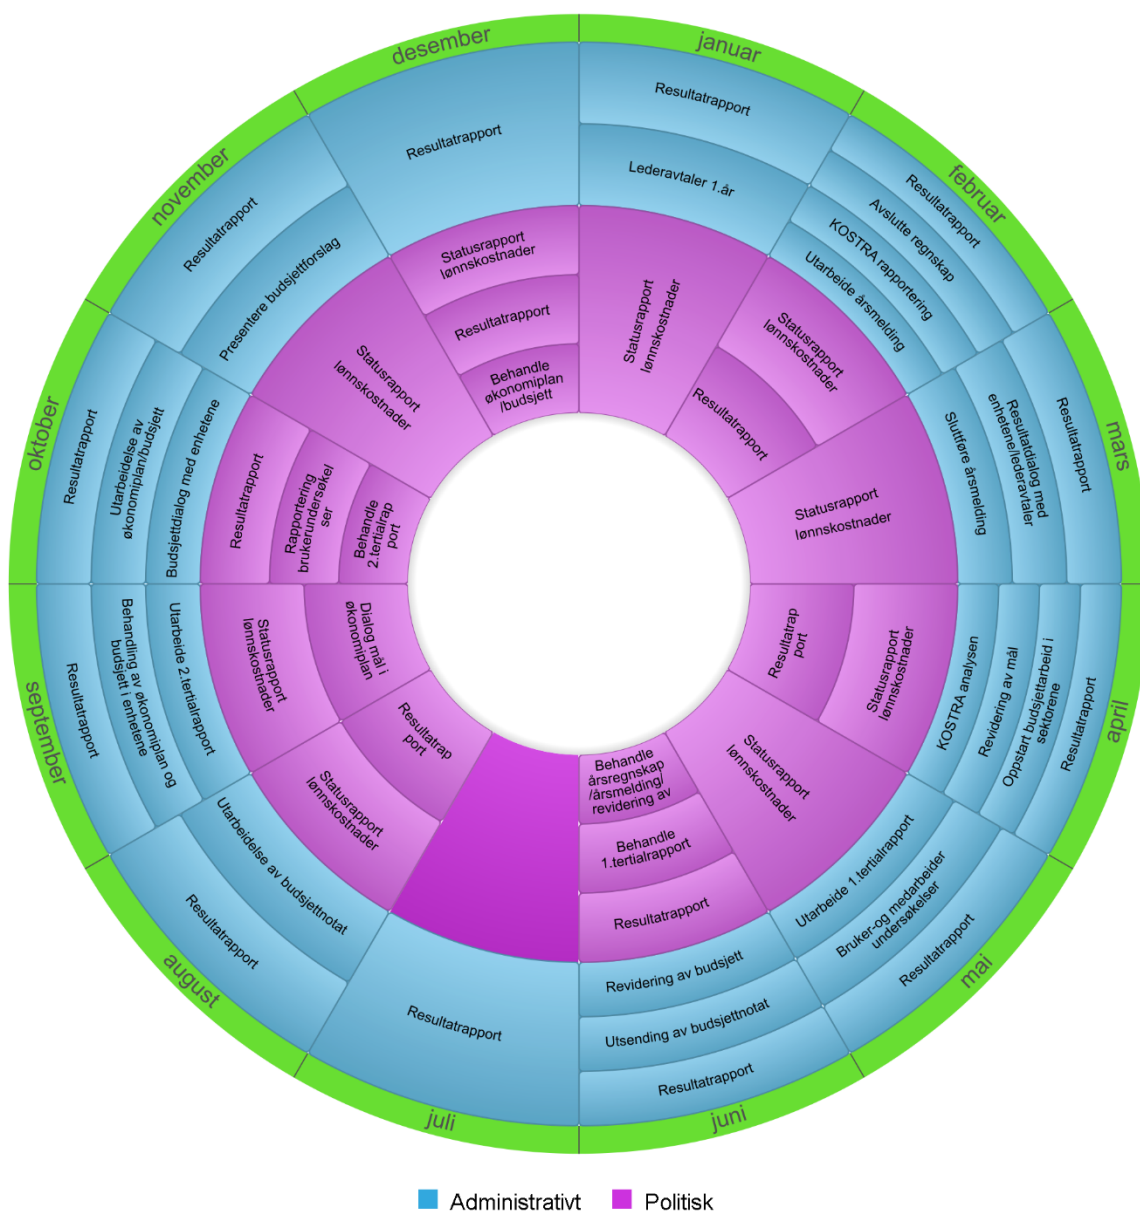 januar
Resultatrapport
Lederavtaler 1.år
Statusrapport
lønnskostnader
februar
Resultatrapport
Avslutte regnskap
KOSTRA rapportering
Utarbeide årsmelding
Statusrapport
lønnskostnader
Resultatrapport
mars
Resultatrapport
Resultatdialog med
enhetene/lederavtaler
Sluttføre årsmelding
Statusrapport
lønnskostnader
april
Resultatrapport
Oppstart budsjettarbeid i
sektorene
Revidering av mål
KOSTRA analysen
Statusrapport
lønnskostnader
Resultatrap
port
mai
Resultatrapport
Bruker-og medarbeider
undersøkelser
Utarbeide 1.tertialrapport
Statusrapport
lønnskostnader
juni
Resultatrapport
Utsending av budsjettnotat
Revidering av budsjett
Resultatrapport
Behandle
1.tertialrapport
Behandle
årsregnskap
/årsmelding/
revidering av
juli
Resultatrapport
august
Resultatrapport
Utarbeidelse av budsjettnotat
Statusrapport
lønnskostnader
Resultatrap
port
september
Resultatrapport
Behandling av økonomiplan og
budsjett i enhetene
Utarbeide 2.tertialrapport
Statusrapport
lønnskostnader
Dialog mål i
økonomiplan
oktober
Resultatrapport
Utarbeidelse av
økonomiplan/budsjett
Budsjettdialog med enhetene
Resultatrapport
Rapportering
brukerundersøkel
ser
Behandle
2.tertialrap
port
november
Resultatrapport
Presentere budsjettforslag
Statusrapport
lønnskostnader
desember
Resultatrapport
Statusrapport
lønnskostnader
Resultatrapport
Behandle
økonomiplan
/budsjett
Administrativt
Politisk